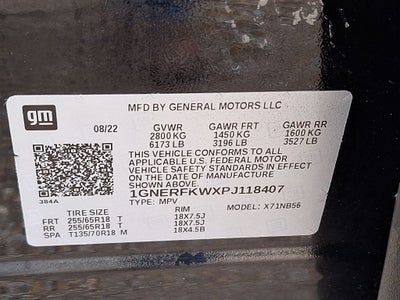 gm
MFD BY GENERAL MOTORS LLC
08/22 GVWR GAWR FRT GAWR RR
2800 KG 1450 KG 1600 KG
6173 LB 3196 LB 3527 LB
THIS VEHICLE CONFORMS TO ALL
APPLICABLE U.S. FEDERAL MOTOR
VEHICLE SAFETY STANDARDS IN EFFECT
ON THE DATE OF MANUFACTURE
SHOWN ABOVE.
1GNERFKWXPJ118407
384A TYPE: MPV MODEL: X71NB56
TIRE SIZE RIM
FRT 255/65R18 T 18X7.5J
RR 255/65R18 T 18X7.5J
SPA T135/70R18 M 18X4.5B